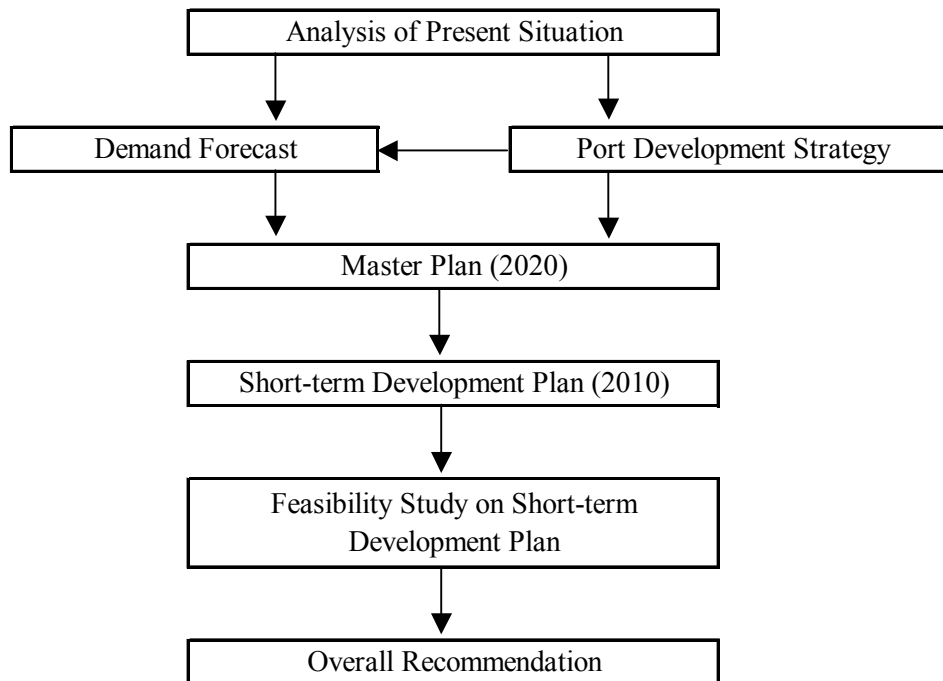 Analysis of Present Situation
Demand Forecast
Port Development Strategy
Master Plan (2020)
Short-term Development Plan (2010)
Feasibility Study on Short-term
Development Plan
Overall Recommendation